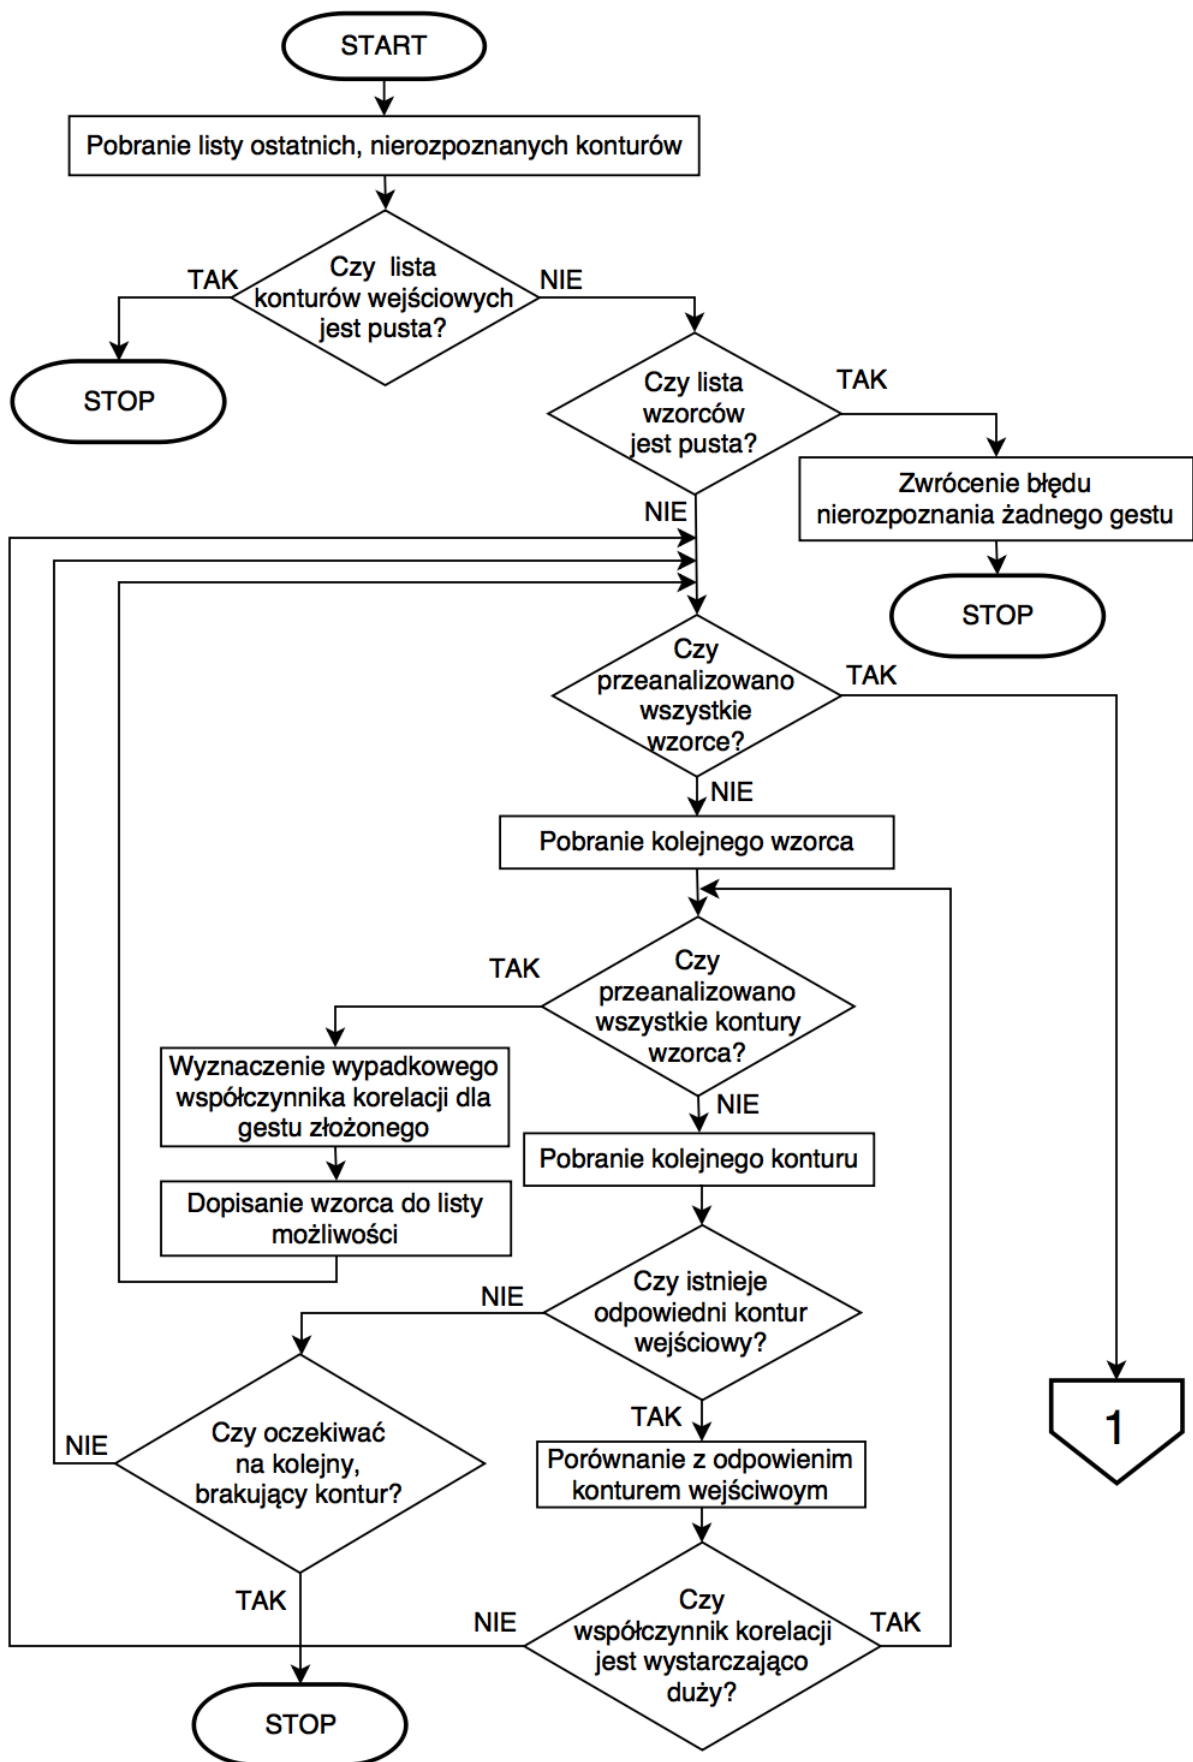 START
Pobranie listy ostatnich, nierozpoznanych konturów
TAK
Czy lista
konturów wejściowych
jest pusta?
NIE
STOP
Czy lista
wzorców
jest pusta?
TAK
Zwrócenie błędu
nierozpoznania żadnego gestu
STOP
NIE
Czy
przeanalizowano
wszystkie
wzorce?
TAK
NIE
Pobranie kolejnego wzorca
TAK
Czy
przeanalizowano
wszystkie kontury
wzorca?
Wyznaczenie wypadkowego
współczynnika korelacji dla
gestu złożonego
NIE
Pobranie kolejnego konturu
Dopisanie wzorca do listy
możliwości
NIE
Czy istnieje
odpowiedni kontur
wejściowy?
1
TAK
NIE
Czy oczekiwać
na kolejny,
brakujący kontur?
Porównanie z odpowienim
konturem wejściwoym
TAK
NIE
Czy
współczynnik korelacji
jest wystarczająco
duży?
TAK
STOP